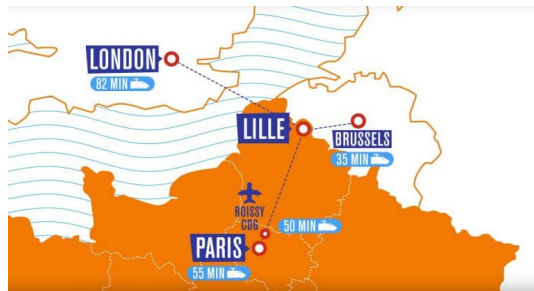 LONDON
82 MIN
LILLE
BRUSSELS
35 MIN
ROISSY
CDG
50 MIN
PARIS
55 MIN